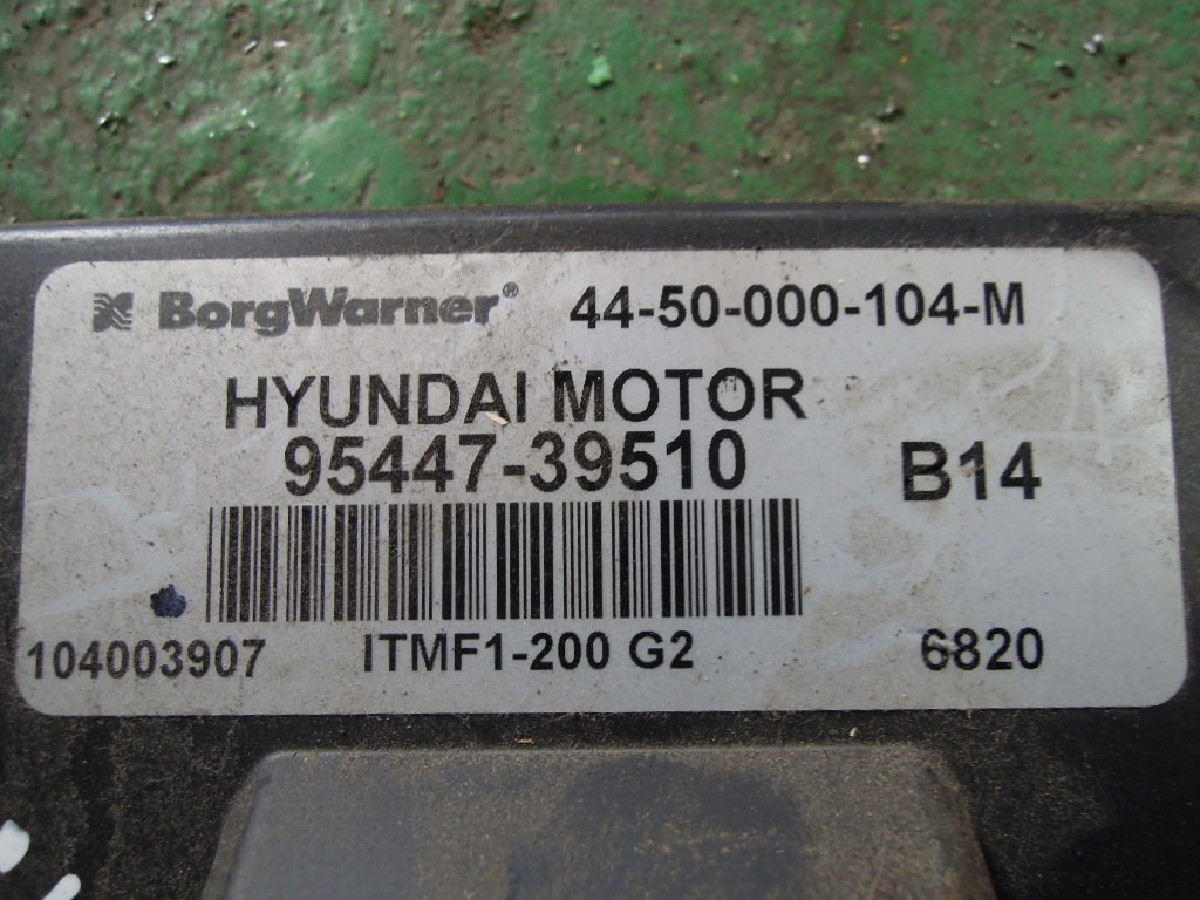 BorgWarner® 44-50-000-104-M
HYUNDAI MOTOR
95447-39510 B14
104003907 ITMF1-200 G2 6820